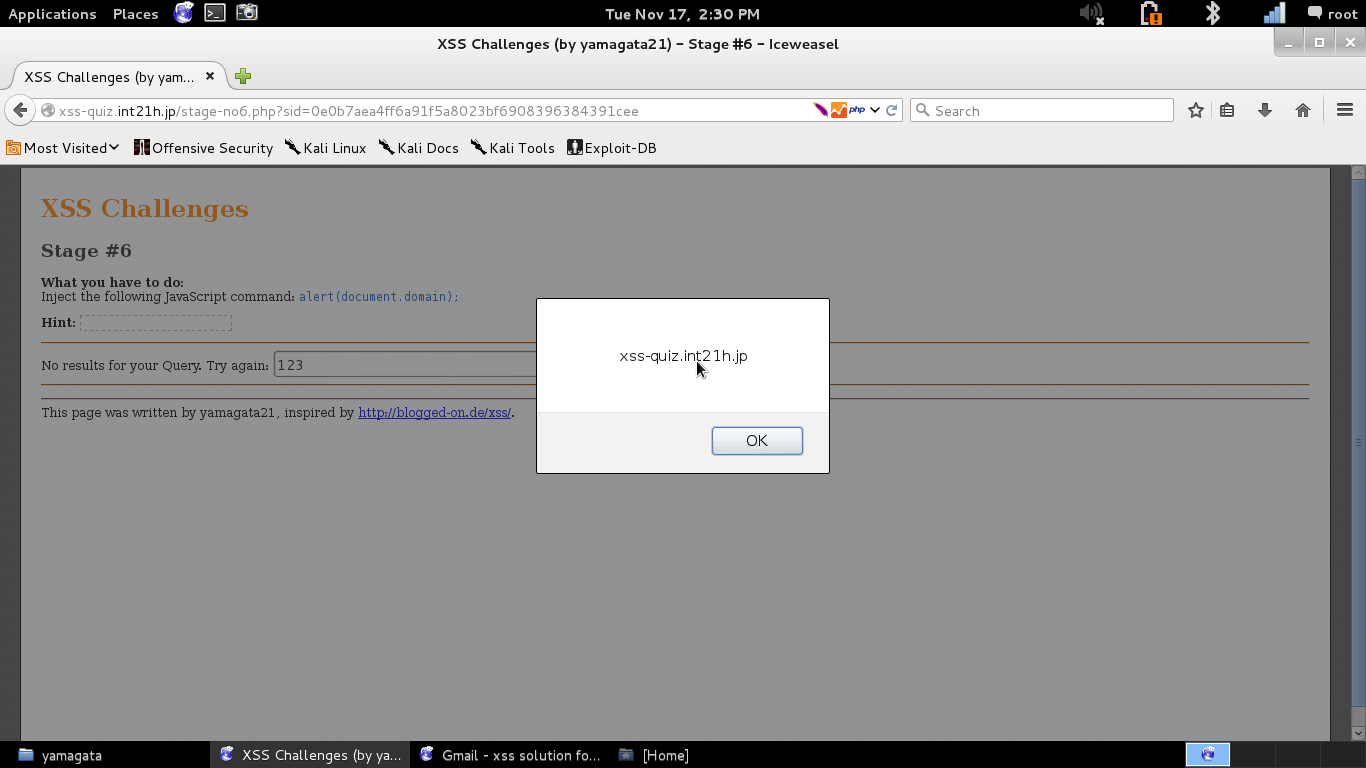 Applications Places Tue Nov 17, 2:30 PM root
XSS Challenges (by yamagata21) - Stage #6 - Iceweasel
XSS Challenges (by yam...
xss-quiz.int21h.jp/stage-no6.php?sid=0e0b7aea4ff6a91f5a8023bf6908396384391cee php Search
Most Visited Offensive Security Kali Linux Kali Docs Kali Tools Exploit-DB
XSS Challenges
Stage #6
What you have to do:
Inject the following JavaScript command: alert(document.domain);
Hint:
No results for your Query. Try again: 123
This page was written by yamagata21, inspired by http://blogged-on.de/xss/.
xss-quiz.int21h.jp
OK
yamagata XSS Challenges (by ya... Gmail - xss solution fo... [Home]